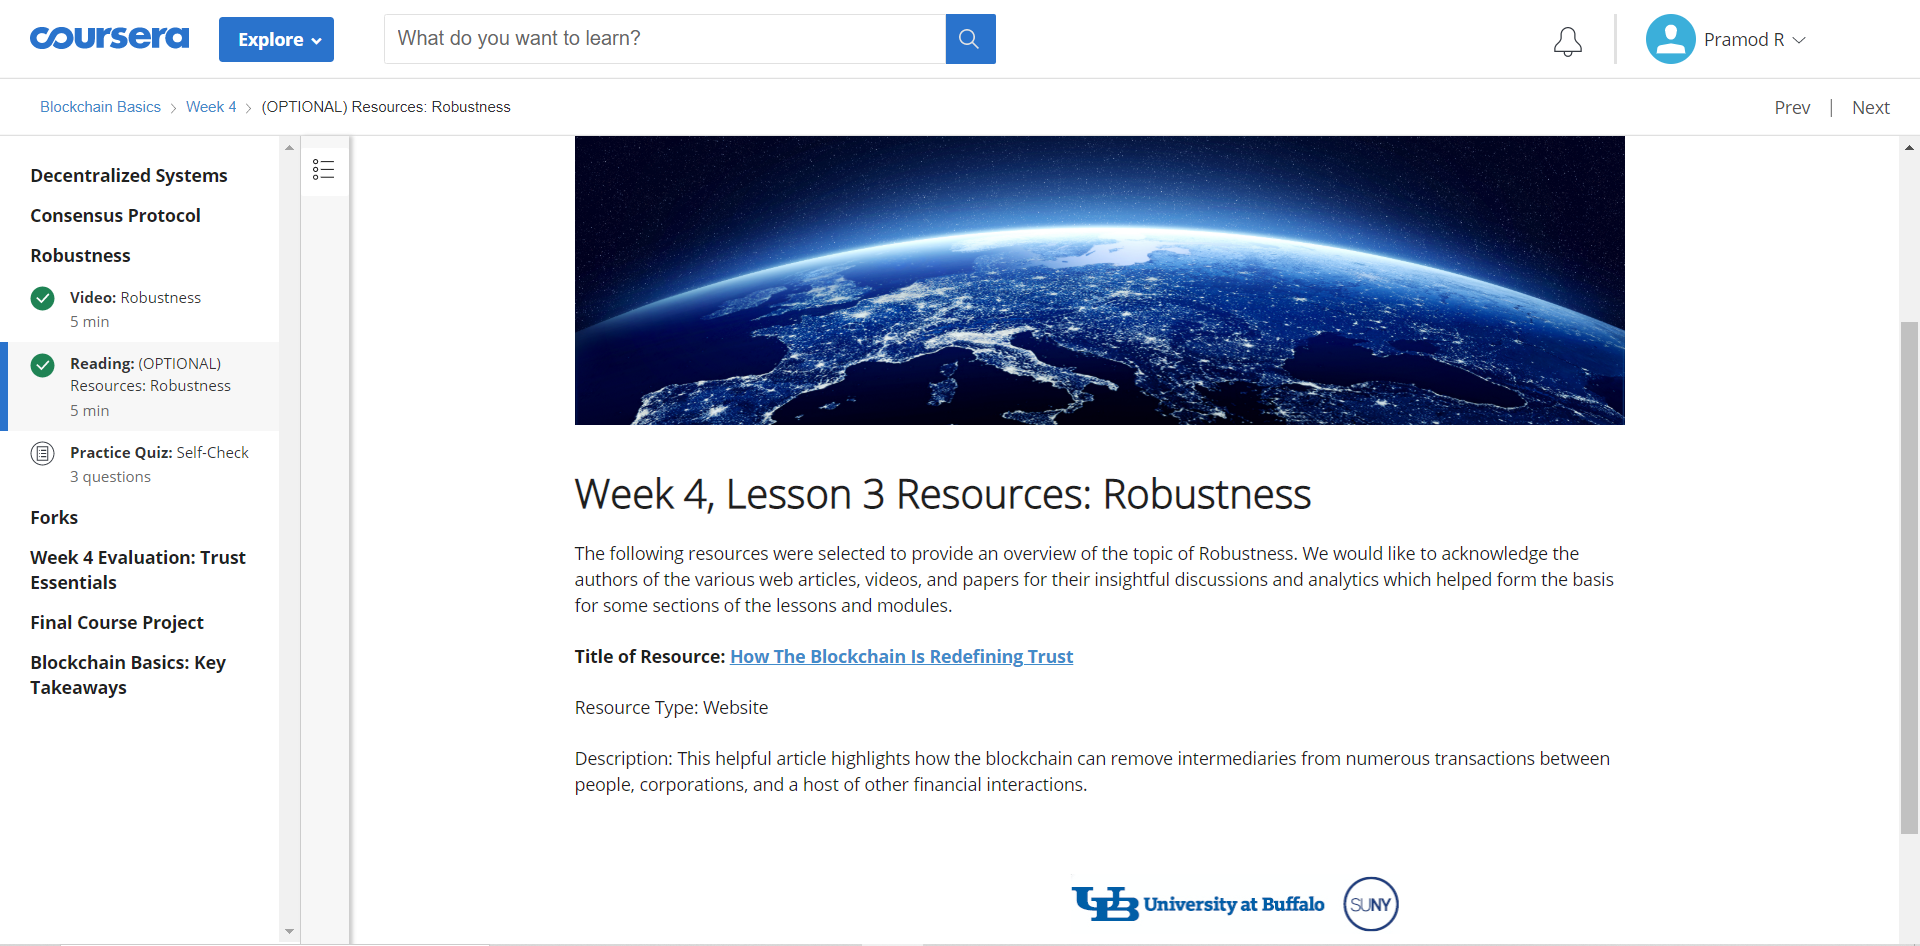 coursera
Explore
What do you want to learn?
Pramod R
Blockchain Basics
Week 4
(OPTIONAL) Resources: Robustness
Prev | Next
Decentralized Systems
Consensus Protocol
Robustness
Video: Robustness
5 min
Reading: (OPTIONAL)
Resources: Robustness
5 min
Practice Quiz: Self-Check
3 questions
Forks
Week 4 Evaluation: Trust
Essentials
Final Course Project
Blockchain Basics: Key
Takeaways
Week 4, Lesson 3 Resources: Robustness
The following resources were selected to provide an overview of the topic of Robustness. We would like to acknowledge the
authors of the various web articles, videos, and papers for their insightful discussions and analytics which helped form the basis
for some sections of the lessons and modules.
Title of Resource: How The Blockchain Is Redefining Trust
Resource Type: Website
Description: This helpful article highlights how the blockchain can remove intermediaries from numerous transactions between
people, corporations, and a host of other financial interactions.
UB University at Buffalo
SUNY